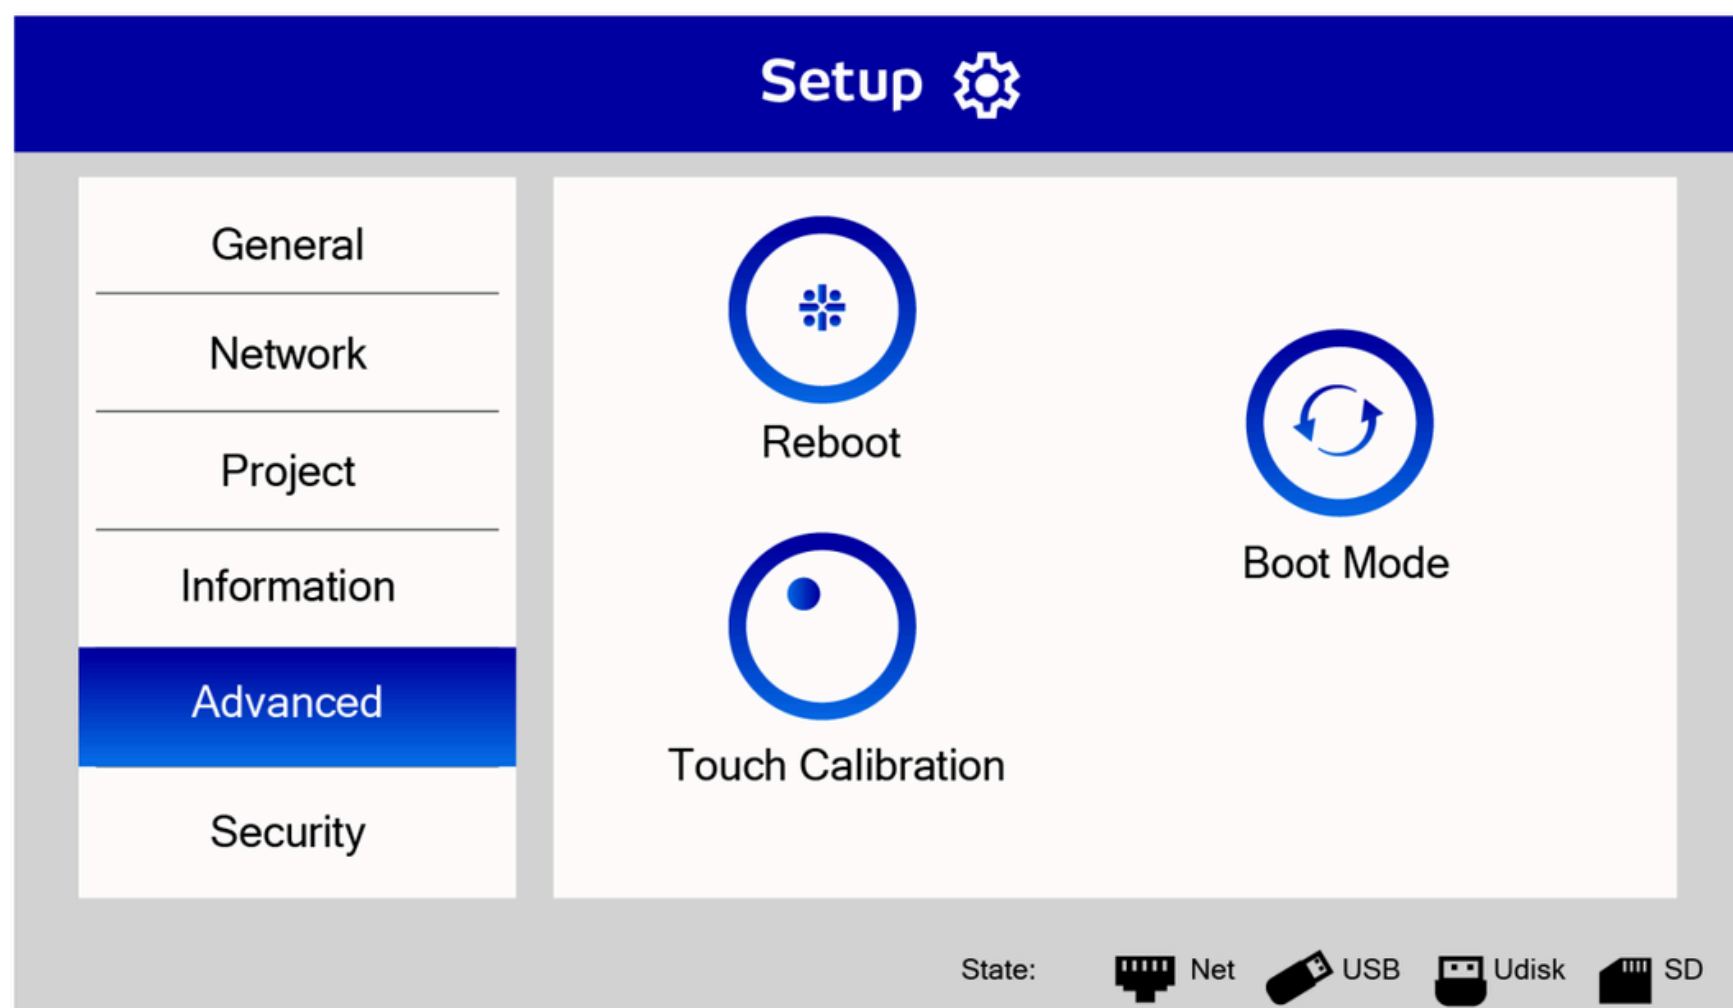 Setup
General
Network
Project
Information
Advanced
Security
Reboot
Boot Mode
Touch Calibration
State: Net USB Udisk SD